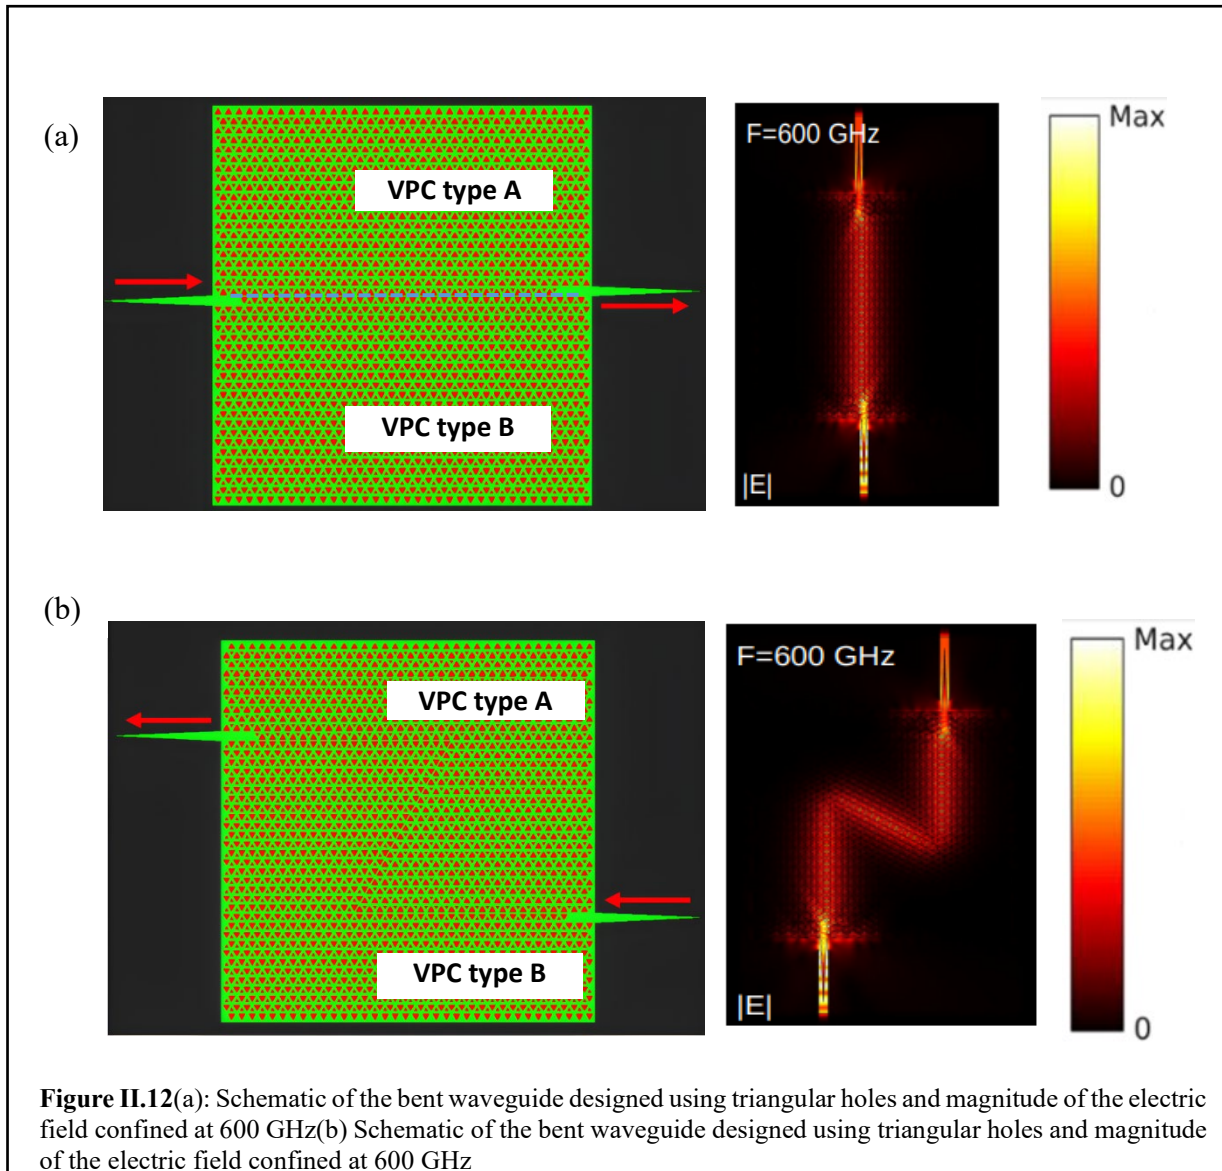 (a)
VPC type A
VPC type B
F=600 GHz
|E|
Max
0
(b)
VPC type A
VPC type B
F=600 GHz
|E|
Max
0
Figure II.12(a): Schematic of the bent waveguide designed using triangular holes and magnitude of the electric
field confined at 600 GHz(b) Schematic of the bent waveguide designed using triangular holes and magnitude
of the electric field confined at 600 GHz